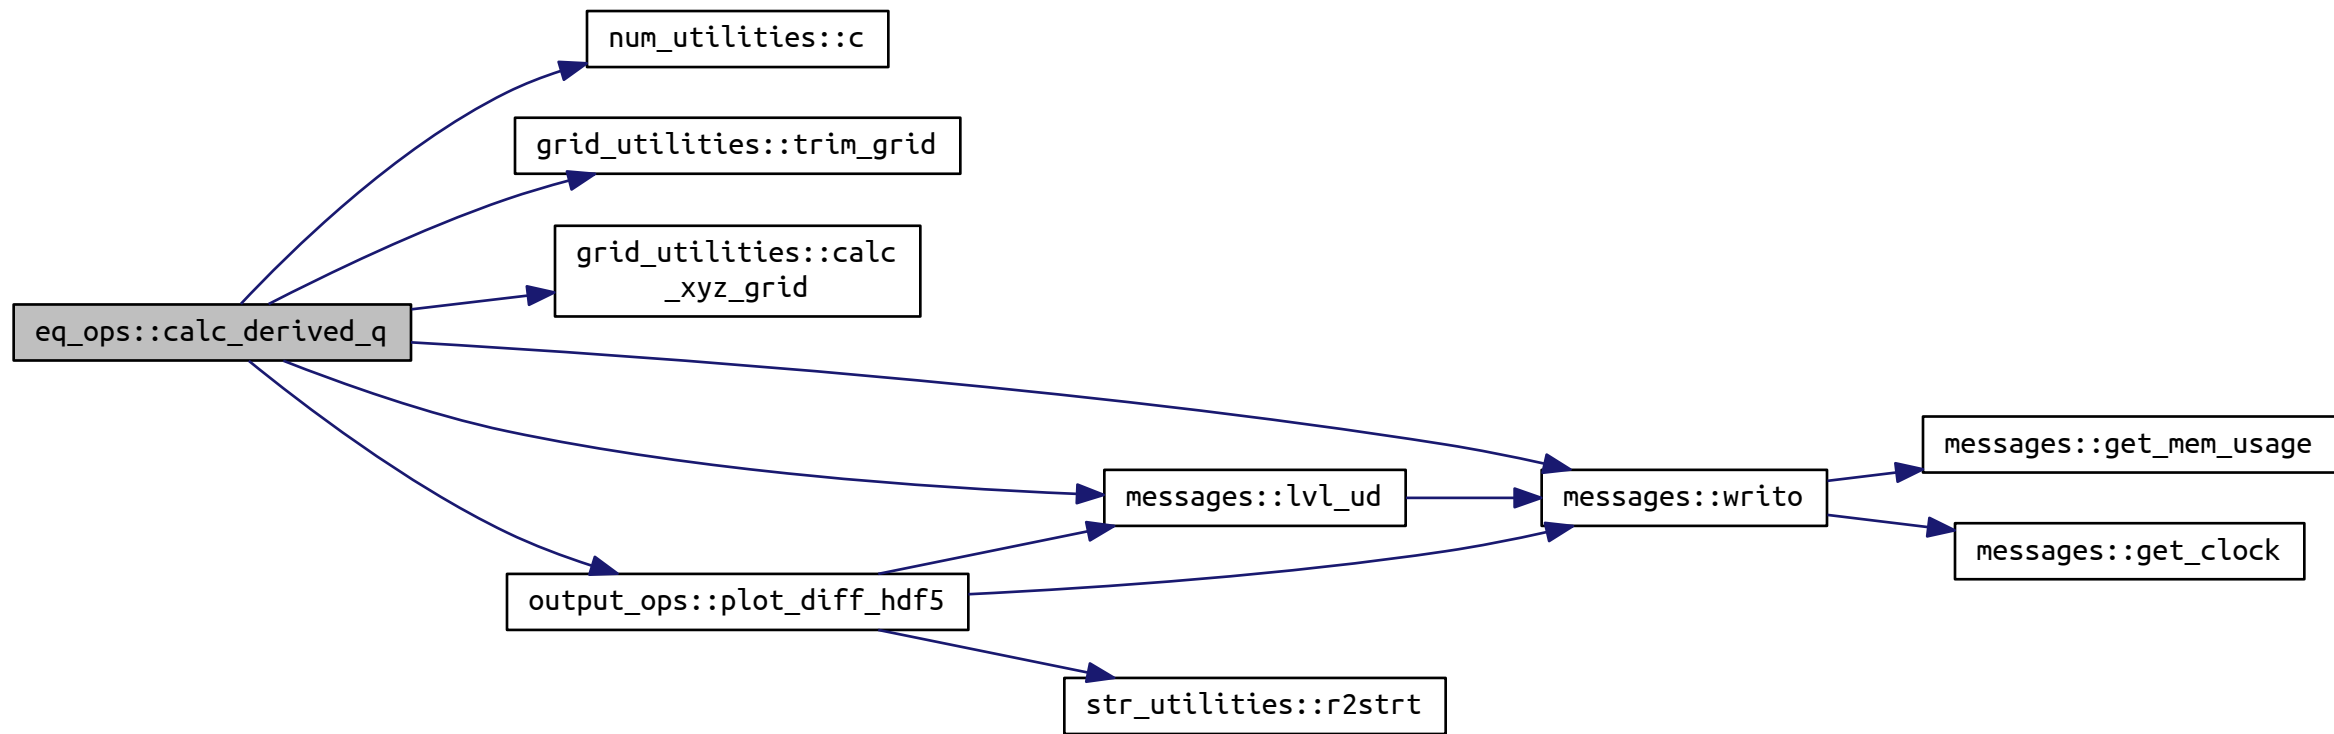 num_utilities::c
grid_utilities::trim_grid
grid_utilities::calc
_xyz_grid
eq_ops::calc_derived_q
messages::get_mem_usage
messages::lvl_ud
messages::writo
messages::get_clock
output_ops::plot_diff_hdf5
str_utilities::r2strt